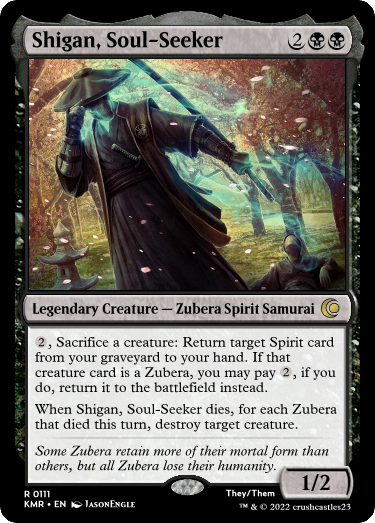 Shigan, Soul-Seeker 2
Legendary Creature — Zubera Spirit Samurai
2, Sacrifice a creature: Return target Spirit card
from your graveyard to your hand. If that
creature card is a Zubera, you may pay 2, if you
do, return it to the battlefield instead.
When Shigan, Soul-Seeker dies, for each Zubera
that died this turn, destroy target creature.
Some Zubera retain more of their mortal form than
others, but all Zubera lose their humanity.
1/2
R 0111 They/Them
KMR • EN JasonEngle ™ & © 2022 crushcastles23